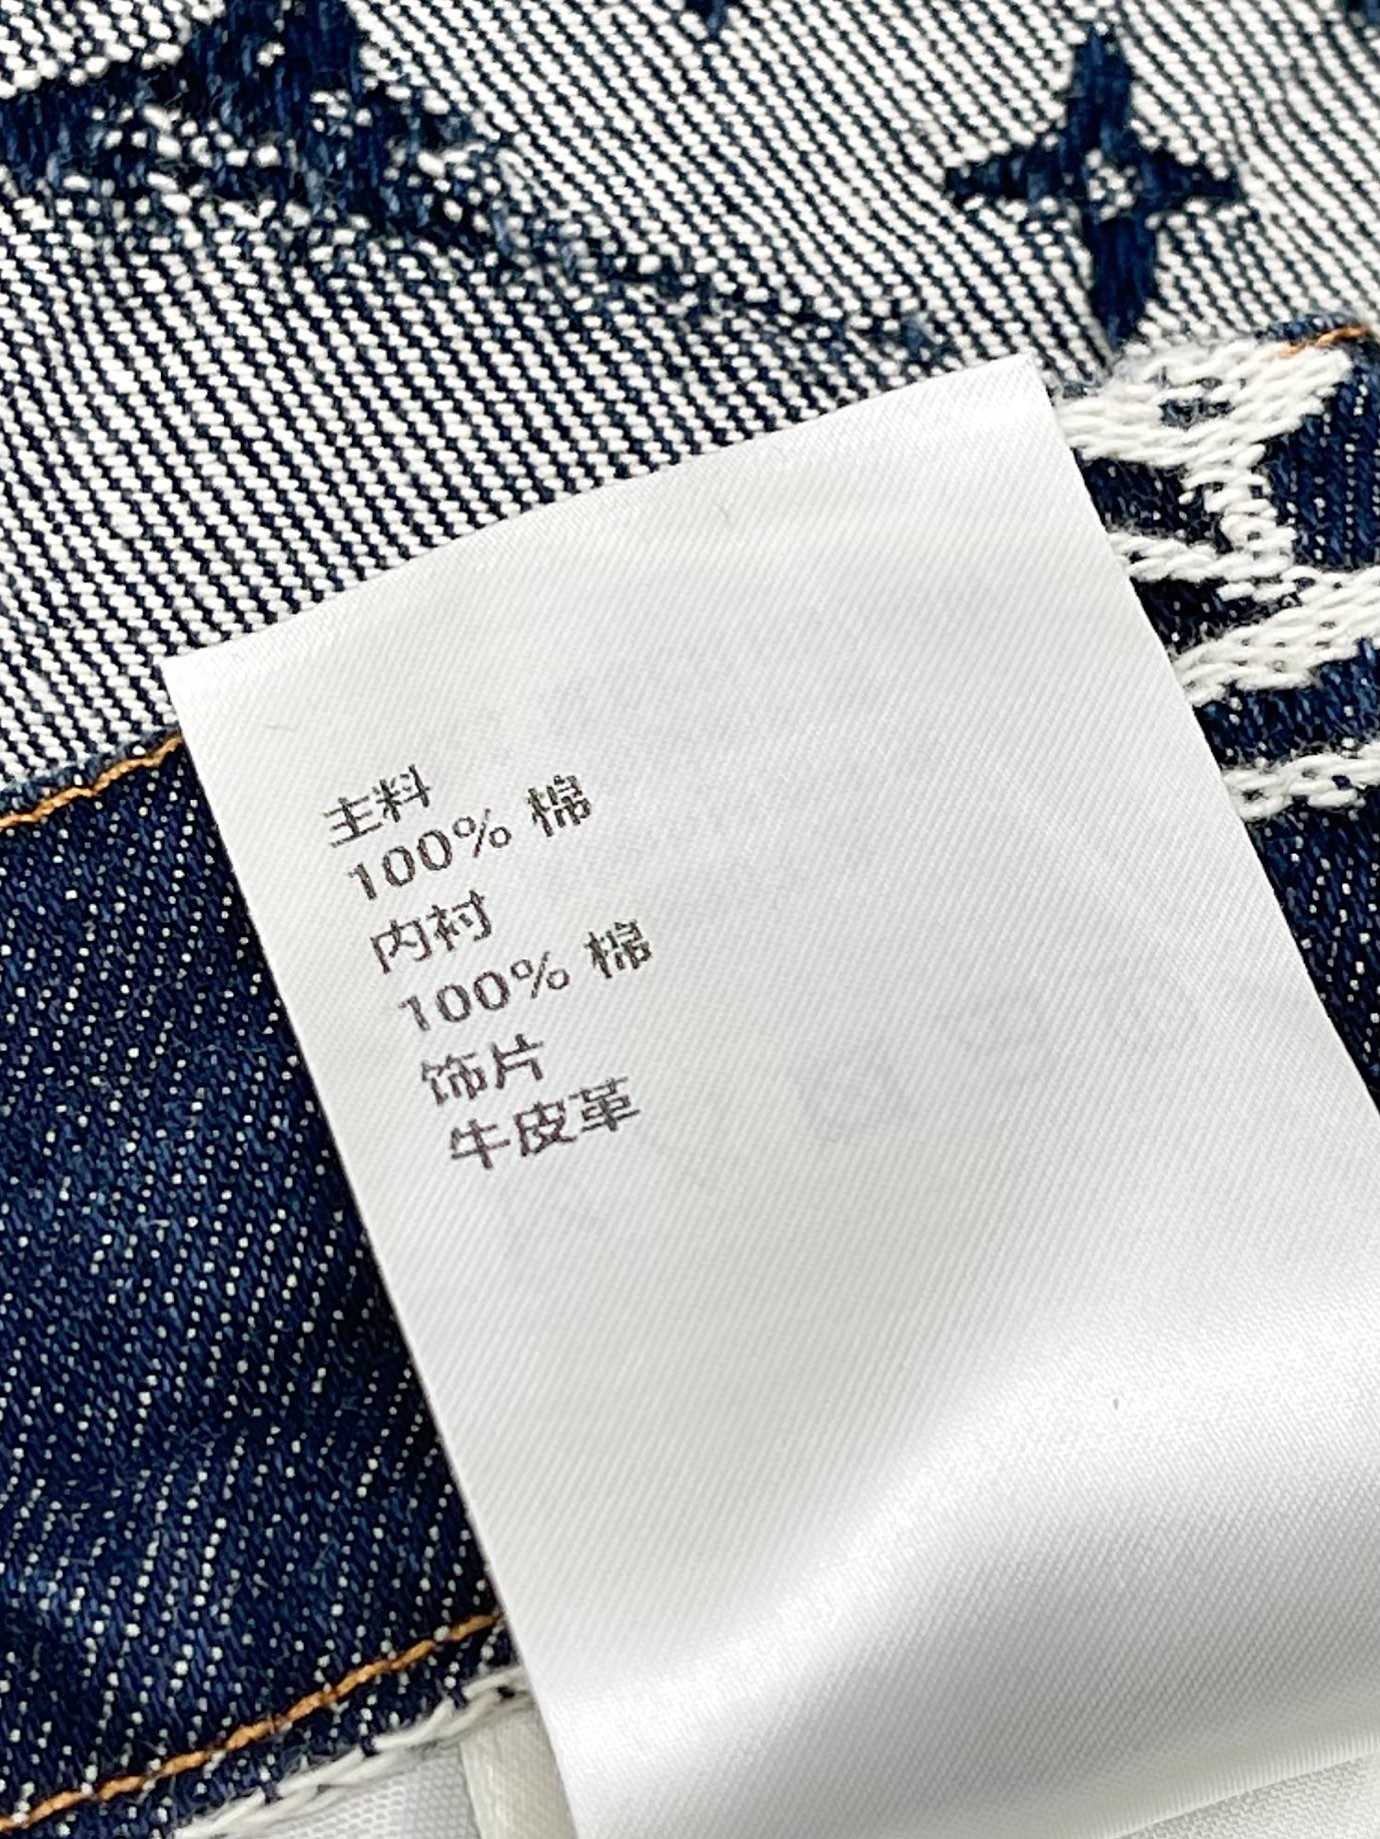 主料
100% 棉
内衬
100% 棉
饰片
牛皮革